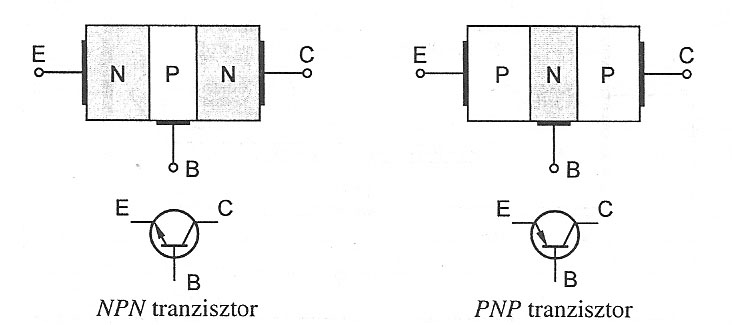 E N P N C
B
E C
B
NPN tranzisztor
E P N P C
B
E C
B
PNP tranzisztor